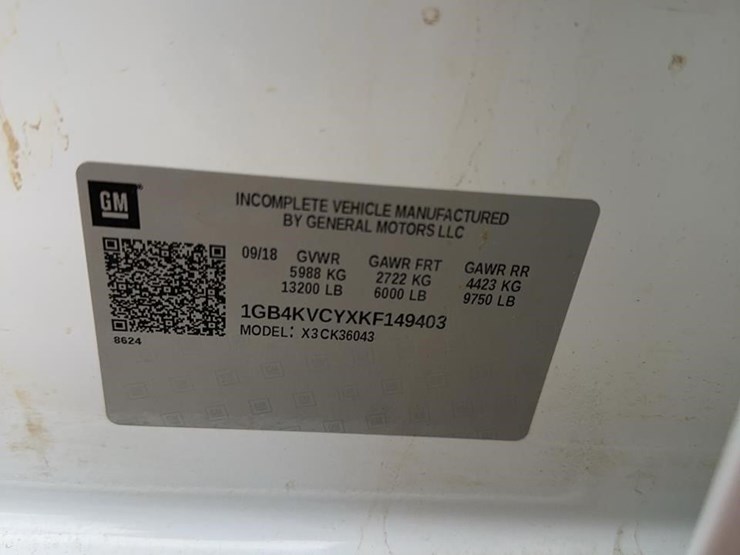 GM
INCOMPLETE VEHICLE MANUFACTURED
BY GENERAL MOTORS LLC
09/18 GVWR GAWR FRT GAWR RR
5988 KG 2722 KG 4423 KG
13200 LB 6000 LB 9750 LB
1GB4KVCYXKF149403
MODEL: X3CK36043
8624